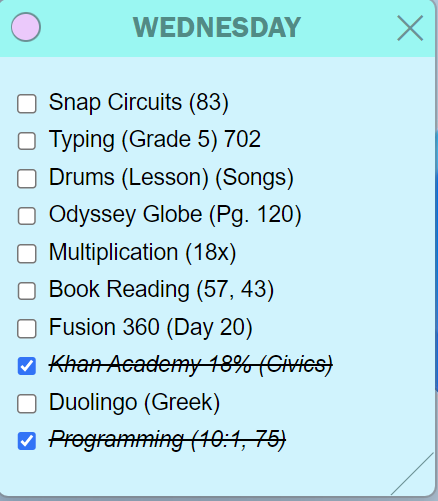 WEDNESDAY
Snap Circuits (83)
Typing (Grade 5) 702
Drums (Lesson) (Songs)
Odyssey Globe (Pg. 120)
Multiplication (18x)
Book Reading (57, 43)
Fusion 360 (Day 20)
Khan Academy 18% (Civics)
Duolingo (Greek)
Programming (10:1, 75)